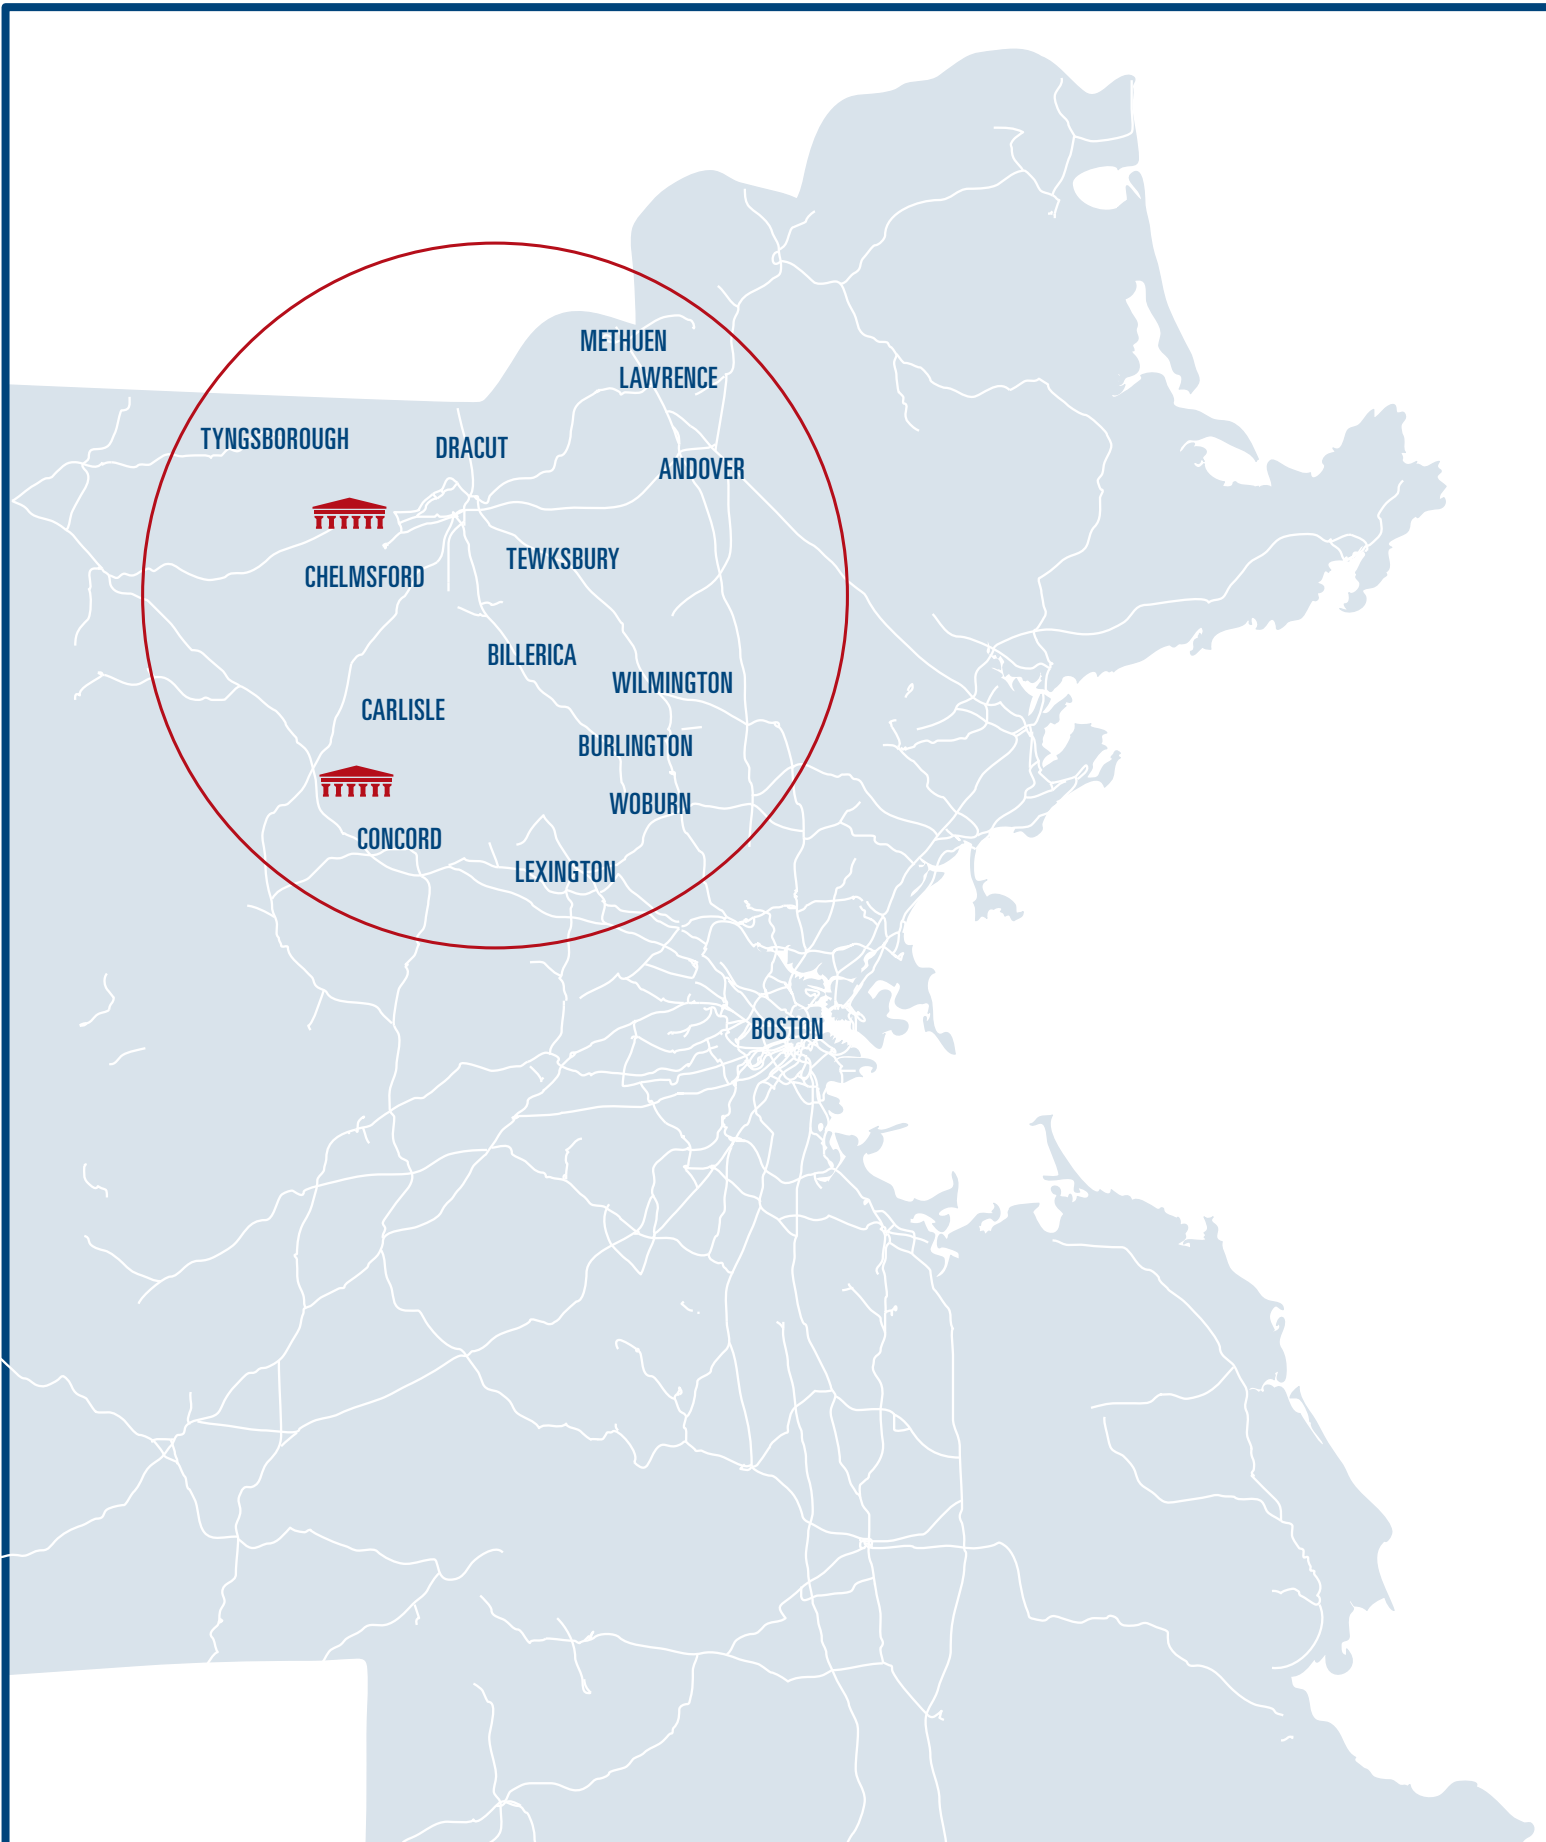 METHUEN
LAWRENCE
TYNGSBOROUGH
DRACUT
ANDOVER
TEWKSBURY
CHELMSFORD
BILLERICA
WILMINGTON
CARLISLE
BURLINGTON
WOBURN
CONCORD
LEXINGTON
BOSTON